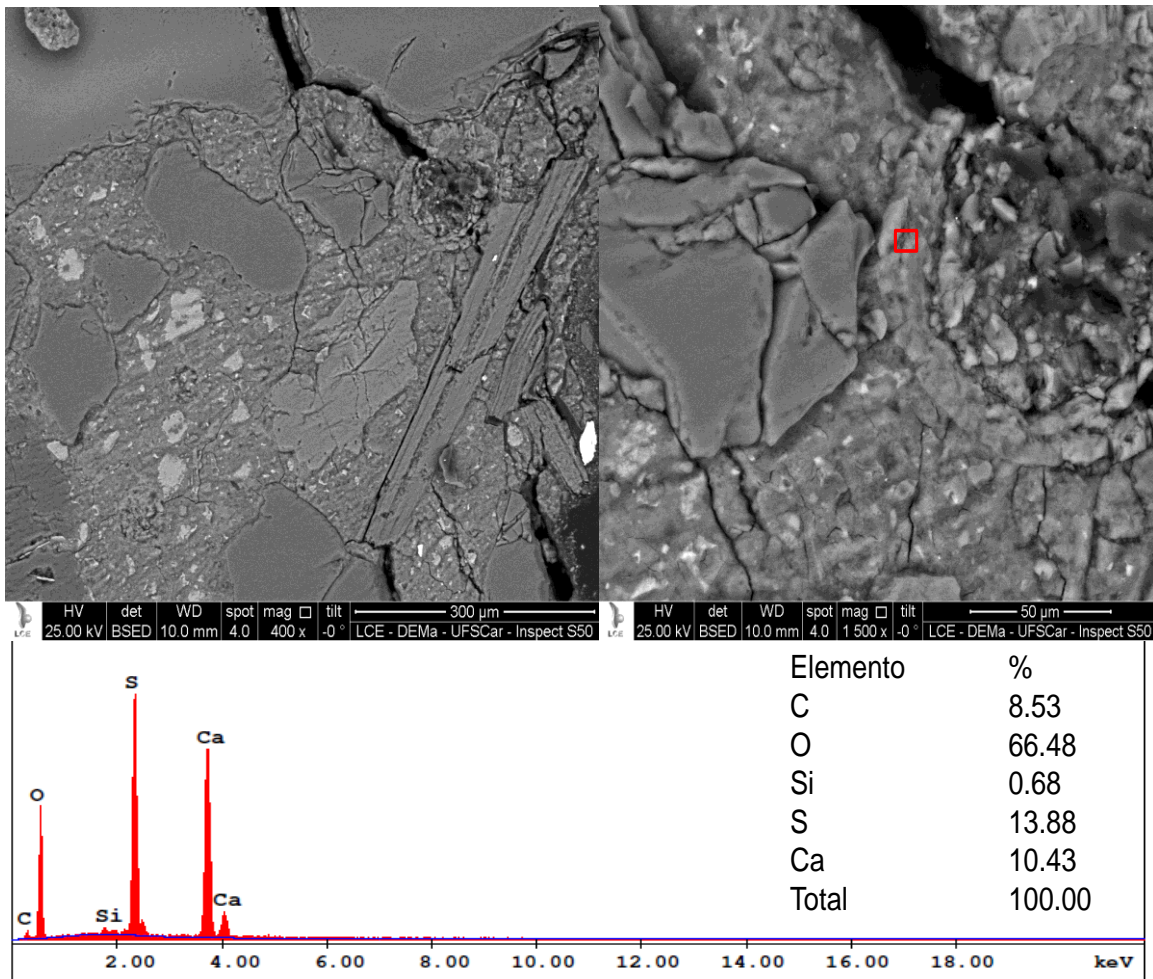 HV det WD spot mag □ tilt 300 µm
25.00 kV BSED 10.0 mm 4.0 400 x -0° LCE - DEMa - UFSCar - Inspect S50
LCE
HV det WD spot mag □ tilt 50 µm
25.00 kV BSED 10.0 mm 4.0 1 500 x -0° LCE - DEMa - UFSCar - Inspect S50
LCE
S
Ca
O
Ca
C
Si
2.00 4.00 6.00 8.00 10.00 12.00 14.00 16.00 18.00 keV
Elemento %
C 8.53
O 66.48
Si 0.68
S 13.88
Ca 10.43
Total 100.00